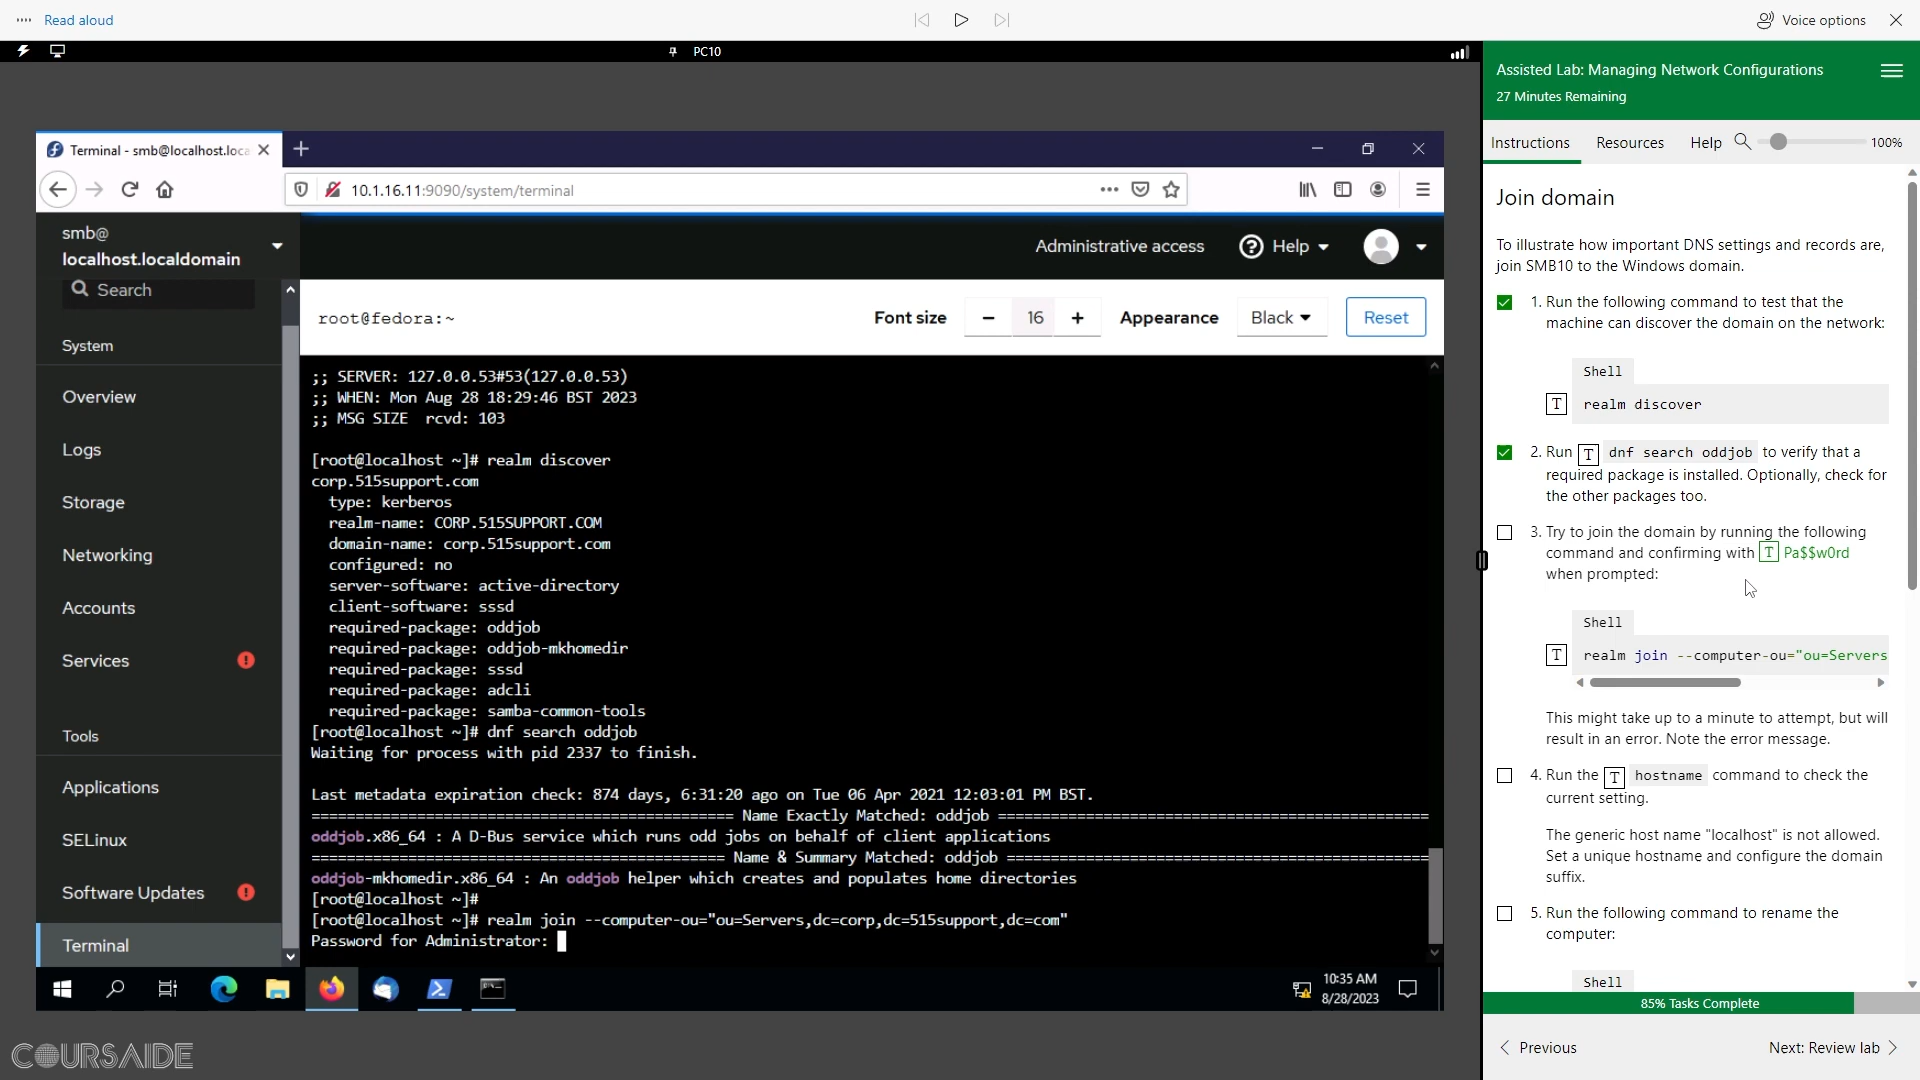 Read aloud
Voice options
PC10
Assisted Lab: Managing Network Configurations
27 Minutes Remaining
Instructions
Resources
Help
100%
Terminal - smb@localhost.loca
10.1.16.11:9090/system/terminal
smb@
localhost.localdomain
Administrative access
Help
Search
root@fedora:~
Font size
16
Appearance
Black
Reset
System
Overview
Logs
Storage
Networking
Accounts
Services
Tools
Applications
SELinux
Software Updates
Terminal
;; SERVER: 127.0.0.53#53(127.0.0.53)
;; WHEN: Mon Aug 28 18:29:46 BST 2023
;; MSG SIZE  rcvd: 103
[root@localhost ~]# realm discover
corp.515support.com
type: kerberos
realm-name: CORP.515SUPPORT.COM
domain-name: corp.515support.com
configured: no
server-software: active-directory
client-software: sssd
required-package: oddjob
required-package: oddjob-mkhomedir
required-package: sssd
required-package: adcli
required-package: samba-common-tools
[root@localhost ~]# dnf search oddjob
Waiting for process with pid 2337 to finish.
Last metadata expiration check: 874 days, 6:31:20 ago on Tue 06 Apr 2021 12:03:01 PM BST.
================================================ Name Exactly Matched: oddjob =================================================
oddjob.x86_64 : A D-Bus service which runs odd jobs on behalf of client applications
=============================================== Name & Summary Matched: oddjob ================================================
oddjob-mkhomedir.x86_64 : An oddjob helper which creates and populates home directories
[root@localhost ~]#
[root@localhost ~]# realm join --computer-ou="ou=Servers,dc=corp,dc=515support,dc=com"
Password for Administrator:
10:35 AM
8/28/2023
COURSAIDE
Join domain
To illustrate how important DNS settings and records are,
join SMB10 to the Windows domain.
1. Run the following command to test that the
machine can discover the domain on the network:
Shell
T realm discover
2. Run T dnf search oddjob to verify that a
required package is installed. Optionally, check for
the other packages too.
3. Try to join the domain by running the following
command and confirming with T Pa$$w0rd
when prompted:
Shell
T realm join --computer-ou="ou=Servers
This might take up to a minute to attempt, but will
result in an error. Note the error message.
4. Run the T hostname command to check the
current setting.
The generic host name "localhost" is not allowed.
Set a unique hostname and configure the domain
suffix.
5. Run the following command to rename the
computer:
Shell
85% Tasks Complete
Previous
Next: Review lab